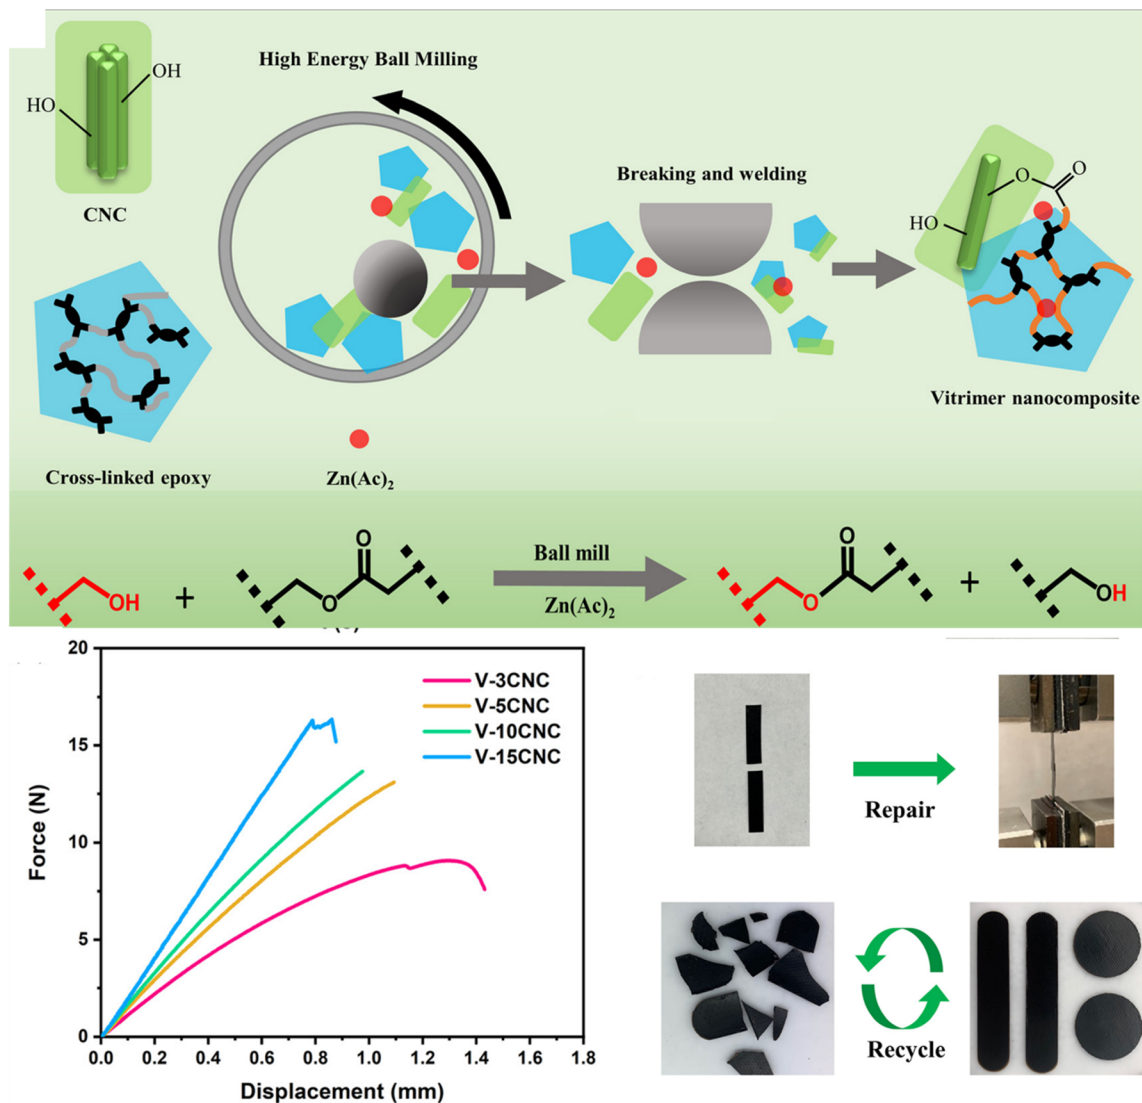 High Energy Ball Milling
OH
HO
CNC
Breaking and welding
O
O
HO
Vitrimer nanocomposite
Cross-linked epoxy
Zn(Ac)2
OH
+
O
O
Ball mill
Zn(Ac)2
O
O
+
OH
20
15
10
5
0
0.0 0.2 0.4 0.6 0.8 1.0 1.2 1.4 1.6 1.8
Force (N)
Displacement (mm)
V-3CNC
V-5CNC
V-10CNC
V-15CNC
Repair
Recycle